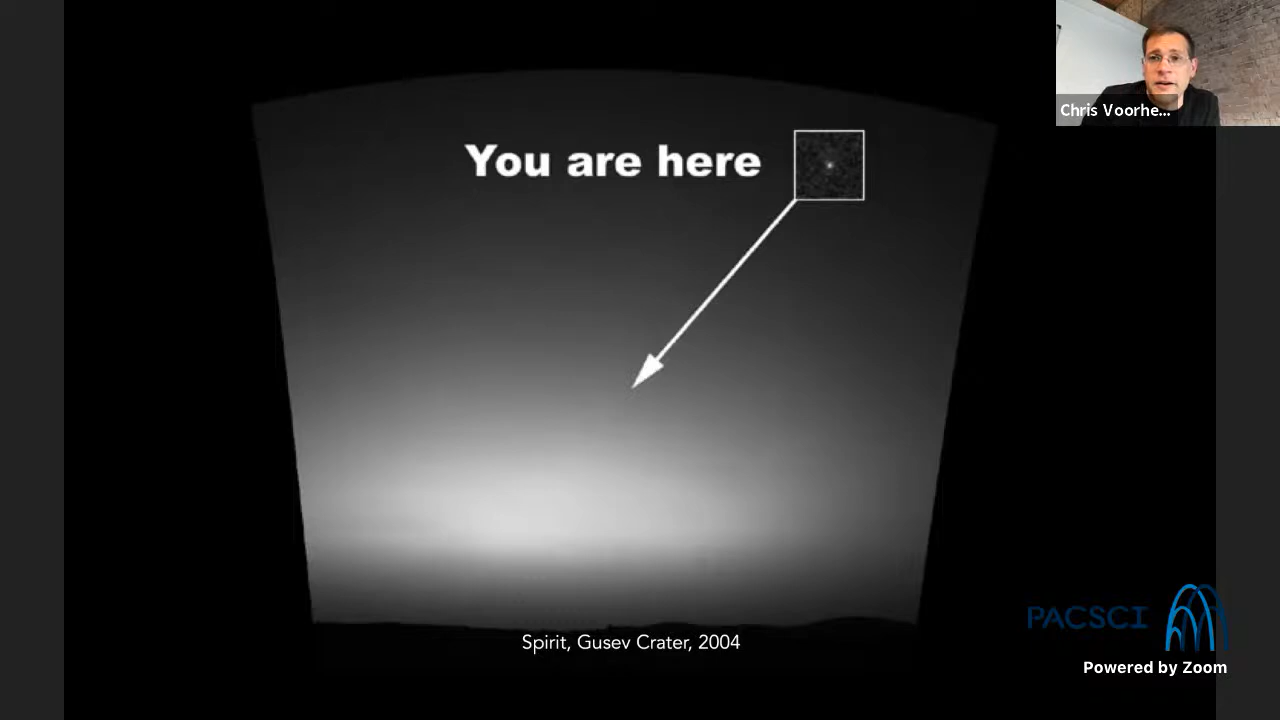 Chris Voorhe...
You are here
PACSCI
Spirit, Gusev Crater, 2004
Powered by Zoom